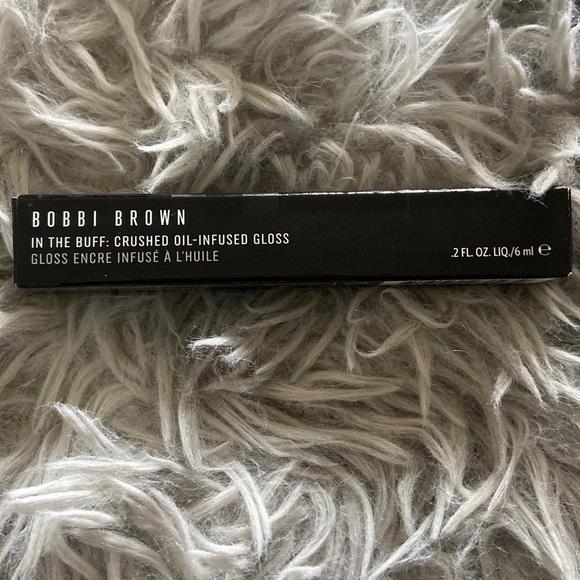 BOBBI BROWN
IN THE BUFF: CRUSHED OIL-INFUSED GLOSS
GLOSS ENCRE INFUSÉ À L'HUILE
.2 FL. OZ. LIQ./6 ml ℮